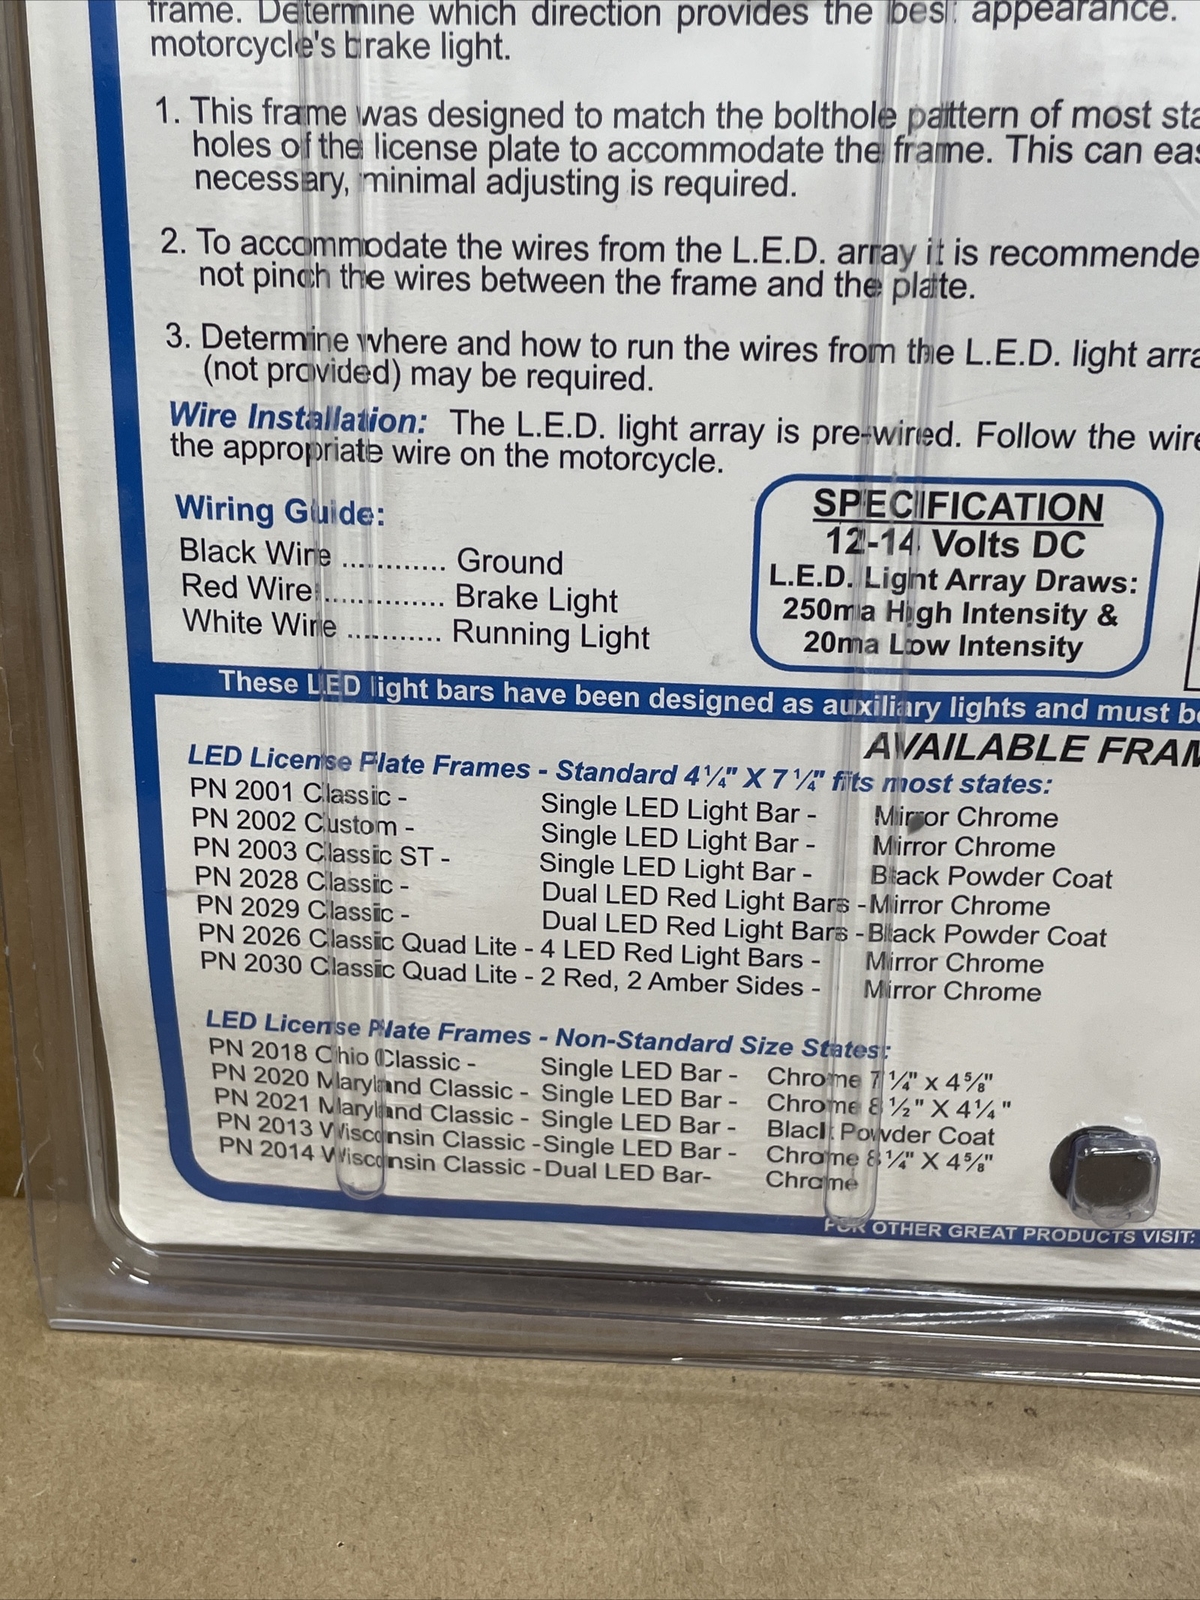 frame. Determine which direction provides the best appearance.
motorcycle's brake light.
1. This frame was designed to match the bolthole pattern of most sta
holes of the license plate to accommodate the frame. This can eas
necessary, minimal adjusting is required.
2. To accommodate the wires from the L.E.D. array it is recommende
not pinch the wires between the frame and the plate.
3. Determine where and how to run the wires from the L.E.D. light arra
(not provided) may be required.
Wire Installation: The L.E.D. light array is pre-wired. Follow the wire
the appropriate wire on the motorcycle.
Wiring Guide:
Black Wire ............ Ground
Red Wire .............. Brake Light
White Wire ........... Running Light
SPECIFICATION
12-14 Volts DC
L.E.D. Light Array Draws:
250ma High Intensity &
20ma Low Intensity
These LED light bars have been designed as auxiliary lights and must be
AVAILABLE FRAM
LED License Plate Frames - Standard 4¼" X 7 ¼" fits most states:
PN 2001 Classic - Single LED Light Bar - Mirror Chrome
PN 2002 Custom - Single LED Light Bar - Mirror Chrome
PN 2003 Classic ST - Single LED Light Bar - Black Powder Coat
PN 2028 Classic - Dual LED Red Light Bars - Mirror Chrome
PN 2029 Classic - Dual LED Red Light Bars - Black Powder Coat
PN 2026 Classic Quad Lite - 4 LED Red Light Bars - Mirror Chrome
PN 2030 Classic Quad Lite - 2 Red, 2 Amber Sides - Mirror Chrome
LED License Plate Frames - Non-Standard Size States:
PN 2018 Ohio Classic - Single LED Bar - Chrome 7 ¼" x 4⅝"
PN 2020 Maryland Classic - Single LED Bar - Chrome 8 ½" X 4¼ "
PN 2021 Maryland Classic - Single LED Bar - Black Powder Coat
PN 2013 Wisconsin Classic - Single LED Bar - Chrome 8 ¼" X 4⅝"
PN 2014 Wisconsin Classic - Dual LED Bar- Chrome
FOR OTHER GREAT PRODUCTS VISIT: